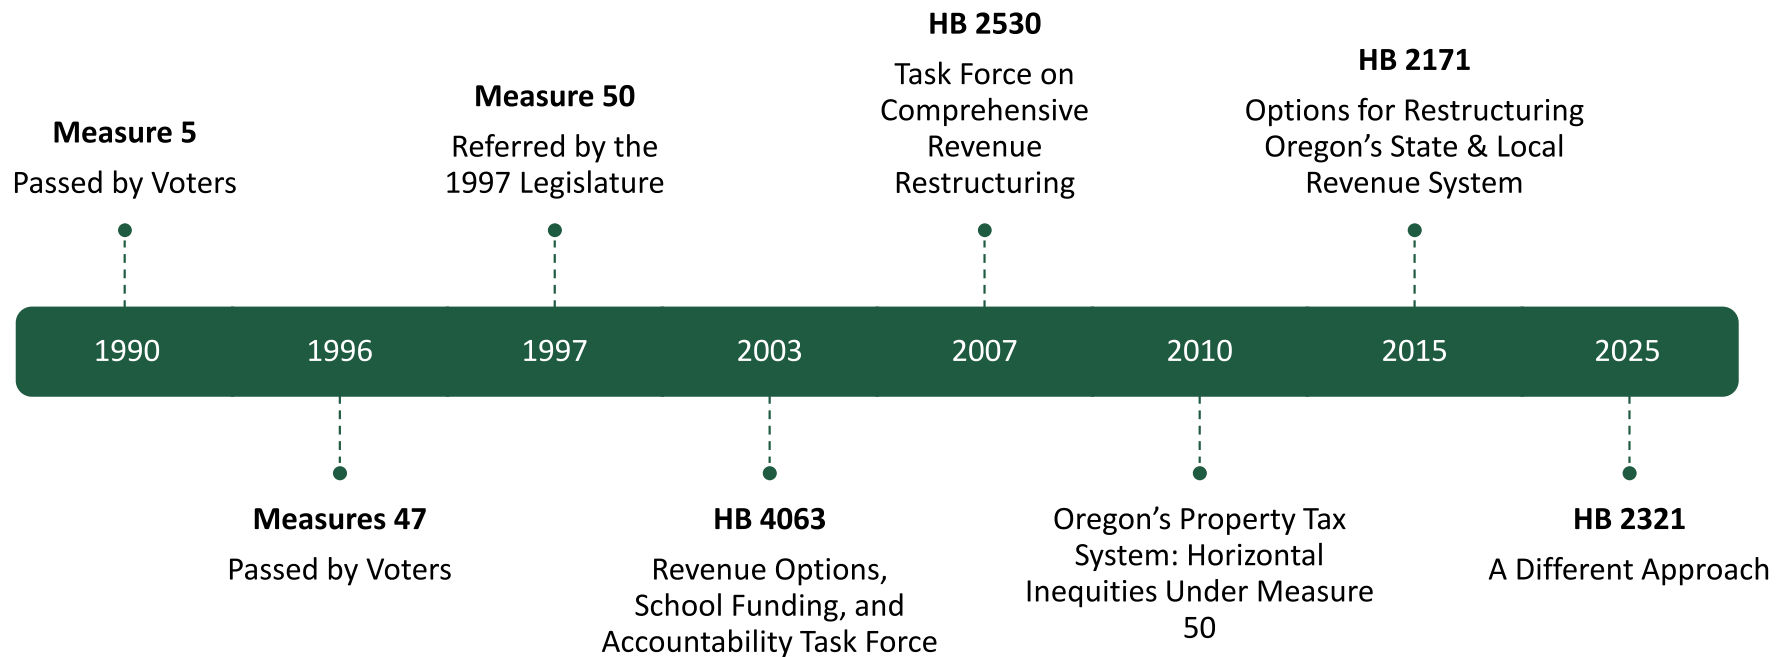 Measure 5
Passed by Voters
Measure 50
Referred by the
1997 Legislature
HB 2530
Task Force on
Comprehensive
Revenue
Restructuring
HB 2171
Options for Restructuring
Oregon’s State & Local
Revenue System
1990 1996 1997 2003 2007 2010 2015 2025
Measures 47
Passed by Voters
HB 4063
Revenue Options,
School Funding, and
Accountability Task Force
Oregon’s Property Tax
System: Horizontal
Inequities Under Measure
50
HB 2321
A Different Approach